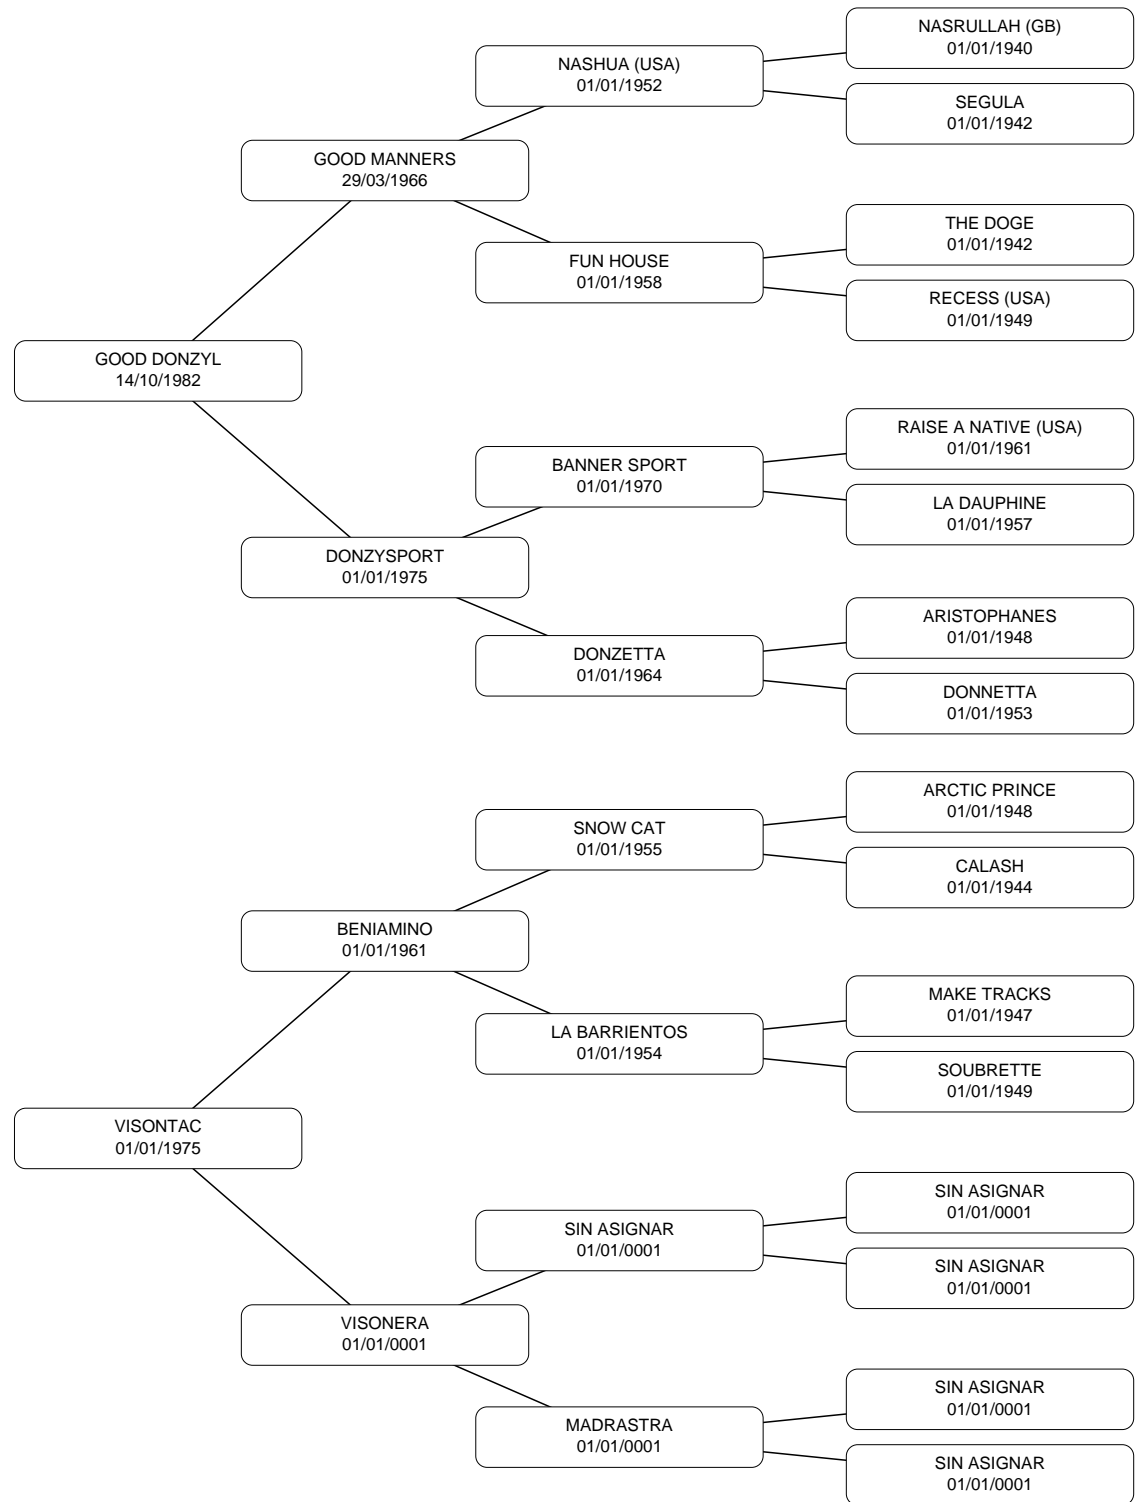 NASRULLAH (GB)
01/01/1940
NASHUA (USA)
01/01/1952
SEGULA
01/01/1942
GOOD MANNERS
29/03/1966
THE DOGE
01/01/1942
FUN HOUSE
01/01/1958
RECESS (USA)
01/01/1949
GOOD DONZYL
14/10/1982
RAISE A NATIVE (USA)
01/01/1961
BANNER SPORT
01/01/1970
LA DAUPHINE
01/01/1957
DONZYSPORT
01/01/1975
ARISTOPHANES
01/01/1948
DONZETTA
01/01/1964
DONNETTA
01/01/1953
ARCTIC PRINCE
01/01/1948
SNOW CAT
01/01/1955
CALASH
01/01/1944
BENIAMINO
01/01/1961
MAKE TRACKS
01/01/1947
LA BARRIENTOS
01/01/1954
SOUBRETTE
01/01/1949
VISONTAC
01/01/1975
SIN ASIGNAR
01/01/0001
SIN ASIGNAR
01/01/0001
SIN ASIGNAR
01/01/0001
VISONERA
01/01/0001
SIN ASIGNAR
01/01/0001
MADRASTRA
01/01/0001
SIN ASIGNAR
01/01/0001